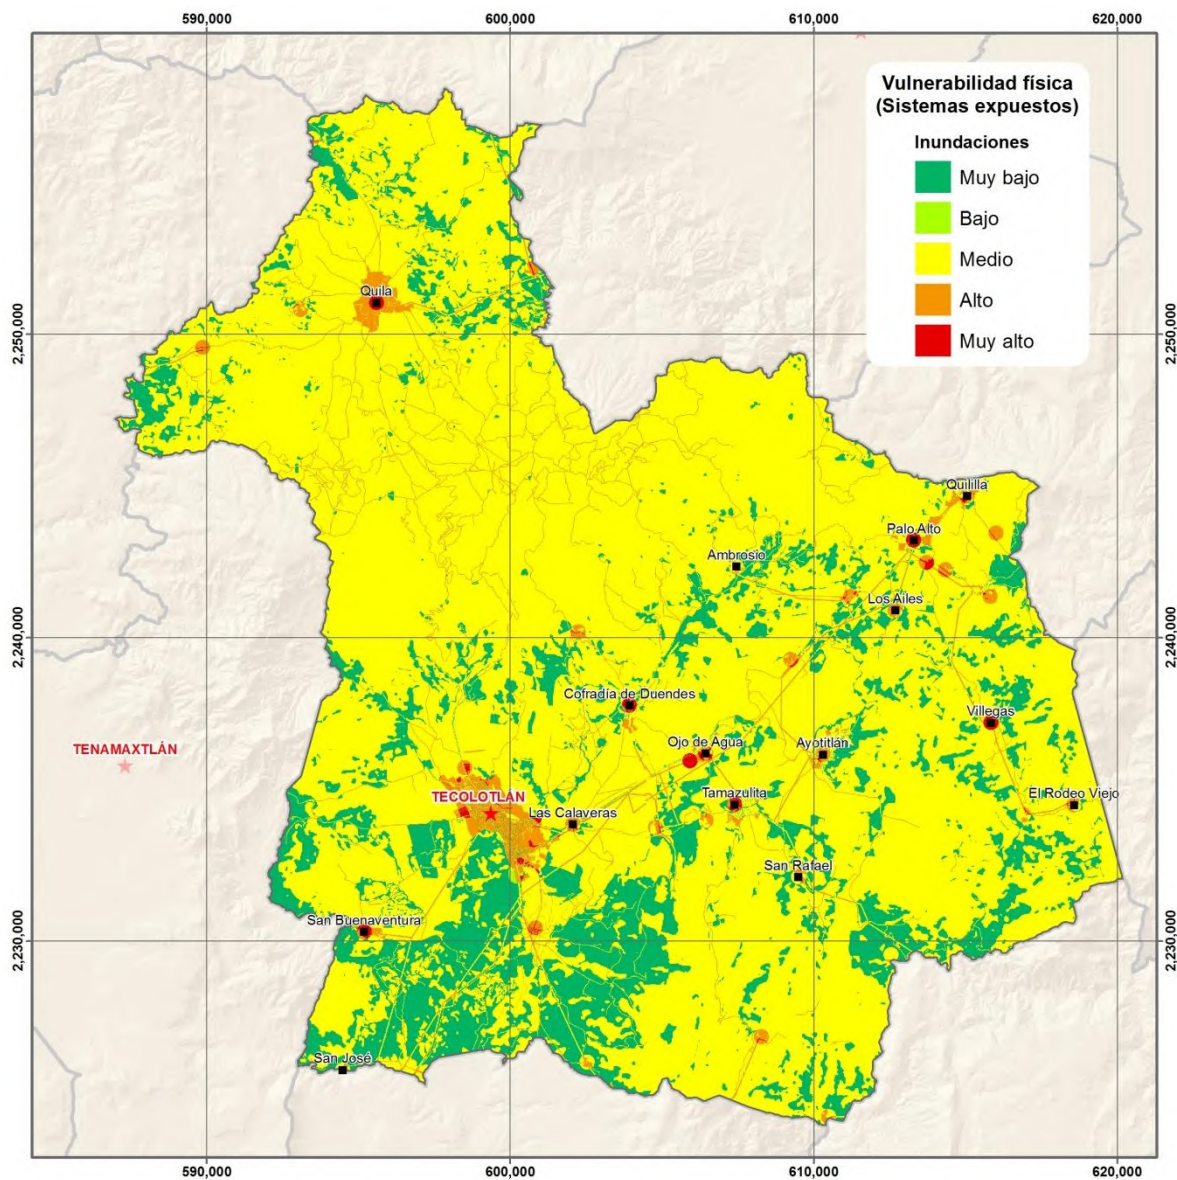 590,000
600,000
610,000
620,000
Vulnerabilidad física
(Sistemas expuestos)
Inundaciones
Muy bajo
Bajo
Medio
Alto
Muy alto
2,250,000
2,250,000
Quila
Quililla
Palo Alto
Ambrosio
Los Ailes
2,240,000
2,240,000
Cofradía de Duendes
Villegas
TENAMAXTLÁN
Ojo de Agua
Ayotitlán
Tamazulita
El Rodeo Viejo
TECOLOTLÁN
Las Calaveras
San Rafael
San Buenaventura
2,230,000
2,230,000
San José
590,000
600,000
610,000
620,000